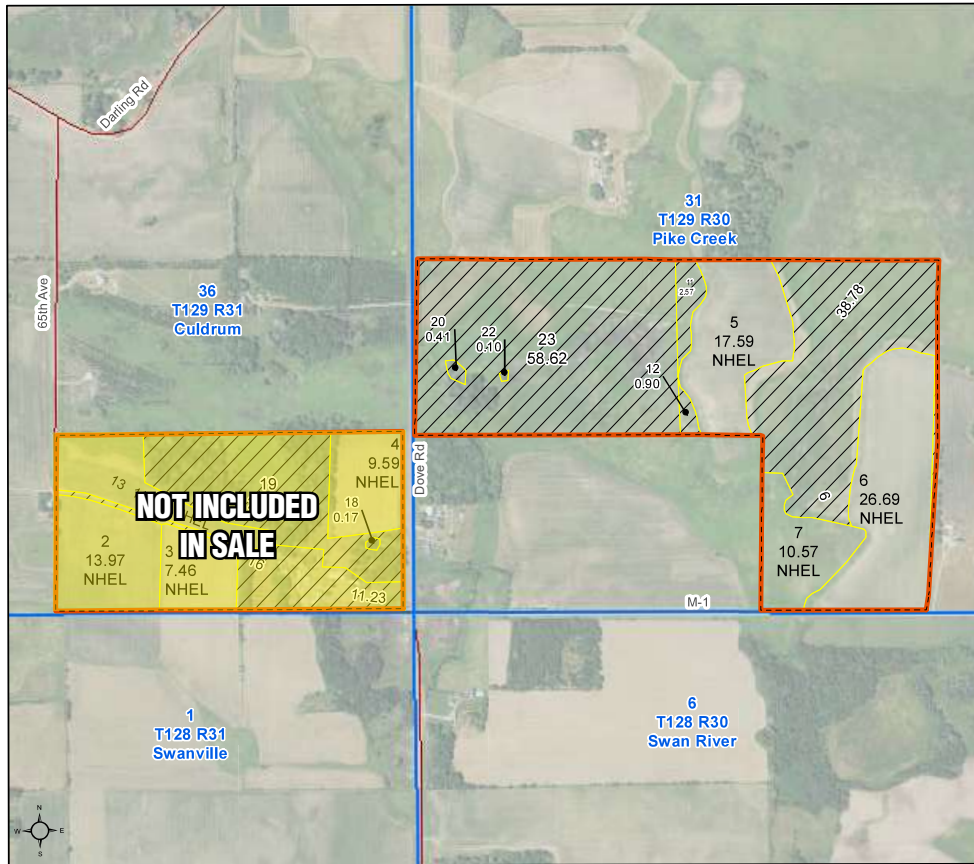 Darling Rd
65th Ave
31
T129 R30
Pike Creek
36
T129 R31
Culdrum
20
0.41
22
0.10
23
58.62
11
2.57
5
17.59
NHEL
38.78
12
0.90
Dove Rd
4
9.59
NHEL
13
19
18
0.17
NOT INCLUDED
IN SALE
2
13.97
NHEL
3
7.46
NHEL
16
11.23
6
26.69
NHEL
9
7
10.57
NHEL
M-1
1
T128 R31
Swanville
6
T128 R30
Swan River
N
W
E
S